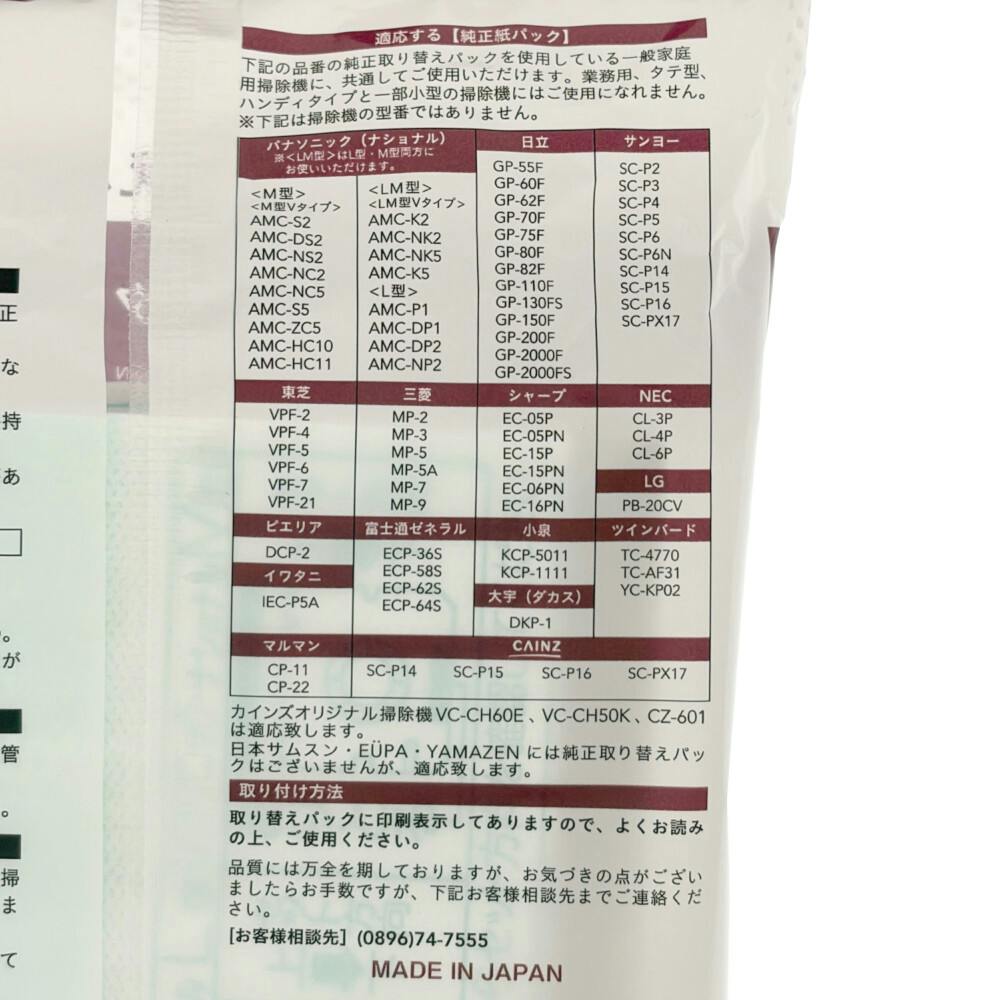 適応する【純正紙パック】
下記の品番の純正取り替えパックを使用している一般家庭
用掃除機に、共通してご使用いただけます。業務用、タテ型、
ハンディタイプと一部小型の掃除機にはご使用になれません。
※下記は掃除機の型番ではありません。
パナソニック（ナショナル）
※<LM型>はL型・M型両方に
お使いいただけます。
<M型>
<M型Vタイプ>
AMC-S2
AMC-DS2
AMC-NS2
AMC-NC2
AMC-NC5
AMC-S5
AMC-ZC5
AMC-HC10
AMC-HC11
<LM型>
<LM型Vタイプ>
AMC-K2
AMC-NK2
AMC-NK5
AMC-K5
<L型>
AMC-P1
AMC-DP1
AMC-DP2
AMC-NP2
日立
GP-55F
GP-60F
GP-62F
GP-70F
GP-75F
GP-80F
GP-82F
GP-110F
GP-130FS
GP-150F
GP-200F
GP-2000F
GP-2000FS
サンヨー
SC-P2
SC-P3
SC-P4
SC-P5
SC-P6
SC-P6N
SC-P14
SC-P15
SC-P16
SC-PX17
東芝
VPF-2
VPF-4
VPF-5
VPF-6
VPF-7
VPF-21
三菱
MP-2
MP-3
MP-5
MP-5A
MP-7
MP-9
シャープ
EC-05P
EC-05PN
EC-15P
EC-15PN
EC-06PN
EC-16PN
NEC
CL-3P
CL-4P
CL-6P
LG
PB-20CV
ピエリア
DCP-2
イワタニ
IEC-P5A
富士通ゼネラル
ECP-36S
ECP-58S
ECP-62S
ECP-64S
小泉
KCP-5011
KCP-1111
大宇（ダカス）
DKP-1
ツインバード
TC-4770
TC-AF31
YC-KP02
マルマン
CP-11
CP-22
CAINZ
SC-P14 SC-P15 SC-P16 SC-PX17
カインズオリジナル掃除機VC-CH60E、VC-CH50K、CZ-601
は適応致します。
日本サムスン・EÜPA・YAMAZENには純正取り替えパッ
クはございませんが、適応致します。
取り付け方法
取り替えパックに印刷表示してありますので、よくお読み
の上、ご使用ください。
品質には万全を期しておりますが、お気づきの点がござい
ましたらお手数ですが、下記お客様相談先までご連絡くだ
さい。
[お客様相談先] (0896)74-7555
MADE IN JAPAN
正
な
持
あ
。
が
管
。
掃
ま
て